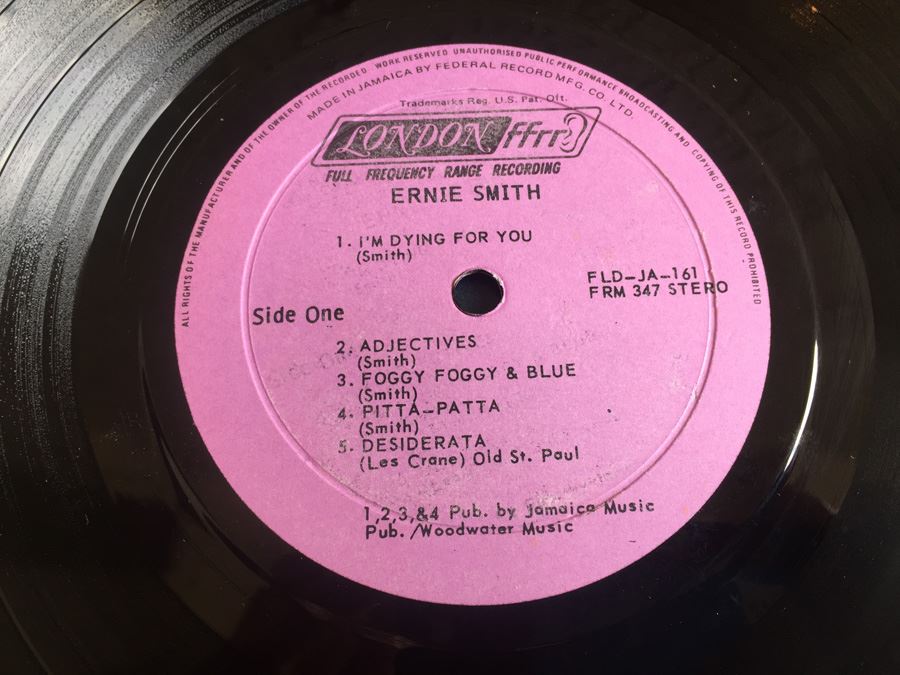 ALL RIGHTS OF THE MANUFACTURER AND OF THE OWNER OF THE RECORDED WORK RESERVED UNAUTHORISED PUBLIC PERFORMANCE BROADCASTING AND COPYING OF THIS RECORD PROHIBITED
MADE IN JAMAICA BY FEDERAL RECORD MFG. CO. LTD.
Trademarks Reg. U.S. Pat. Off.
LONDON ffrr
FULL FREQUENCY RANGE RECORDING
ERNIE SMITH
1. I'M DYING FOR YOU
(Smith)
FLD-JA-161
FRM 347 STERO
Side One
2. ADJECTIVES
(Smith)
3. FOGGY FOGGY & BLUE
(Smith)
4. PITTA-PATTA
(Smith)
5. DESIDERATA
(Les Crane) Old St. Paul
1,2,3,&4 Pub. by Jamaica Music
Pub./Woodwater Music